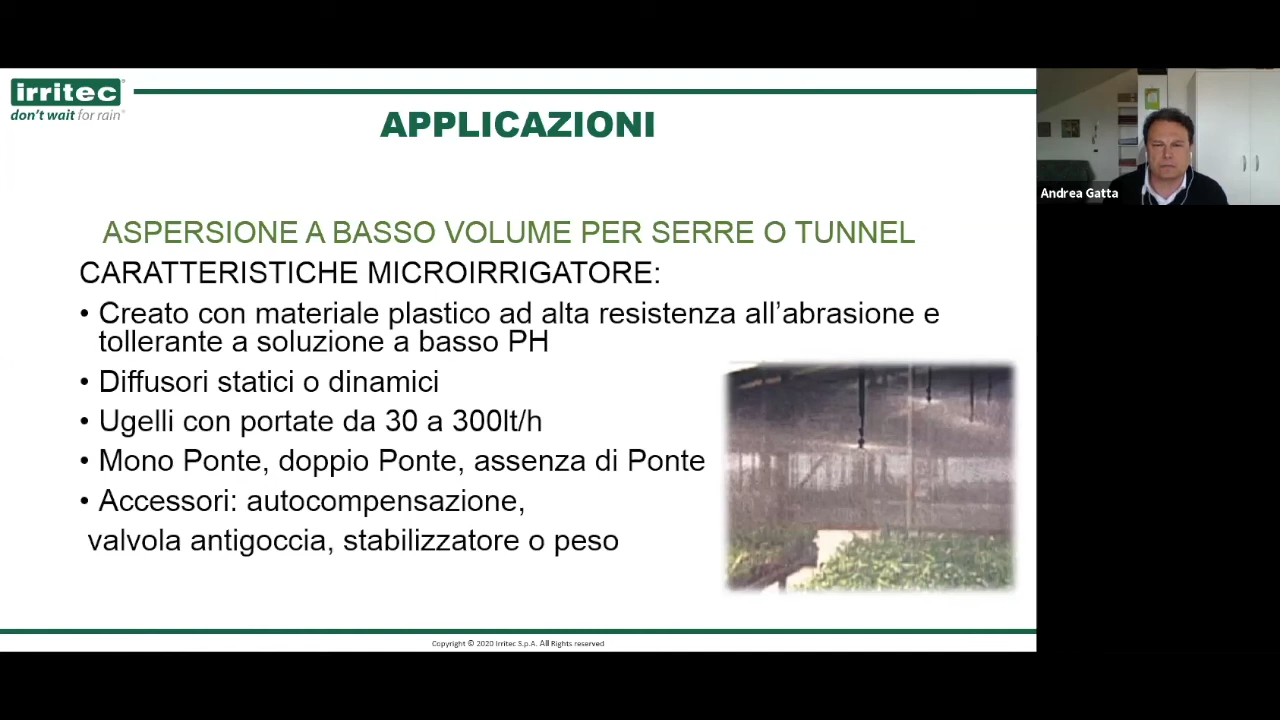 irritec
don't wait for rain
APPLICAZIONI
Andrea Gatta
ASPERSIONE A BASSO VOLUME PER SERRE O TUNNEL
CARATTERISTICHE MICROIRRIGATORE:
• Creato con materiale plastico ad alta resistenza all’abrasione e
tollerante a soluzione a basso PH
• Diffusori statici o dinamici
• Ugelli con portate da 30 a 300lt/h
• Mono Ponte, doppio Ponte, assenza di Ponte
• Accessori: autocompensazione,
valvola antigoccia, stabilizzatore o peso
Copyright © 2020 Irritec S.p.A. All Rights reserved